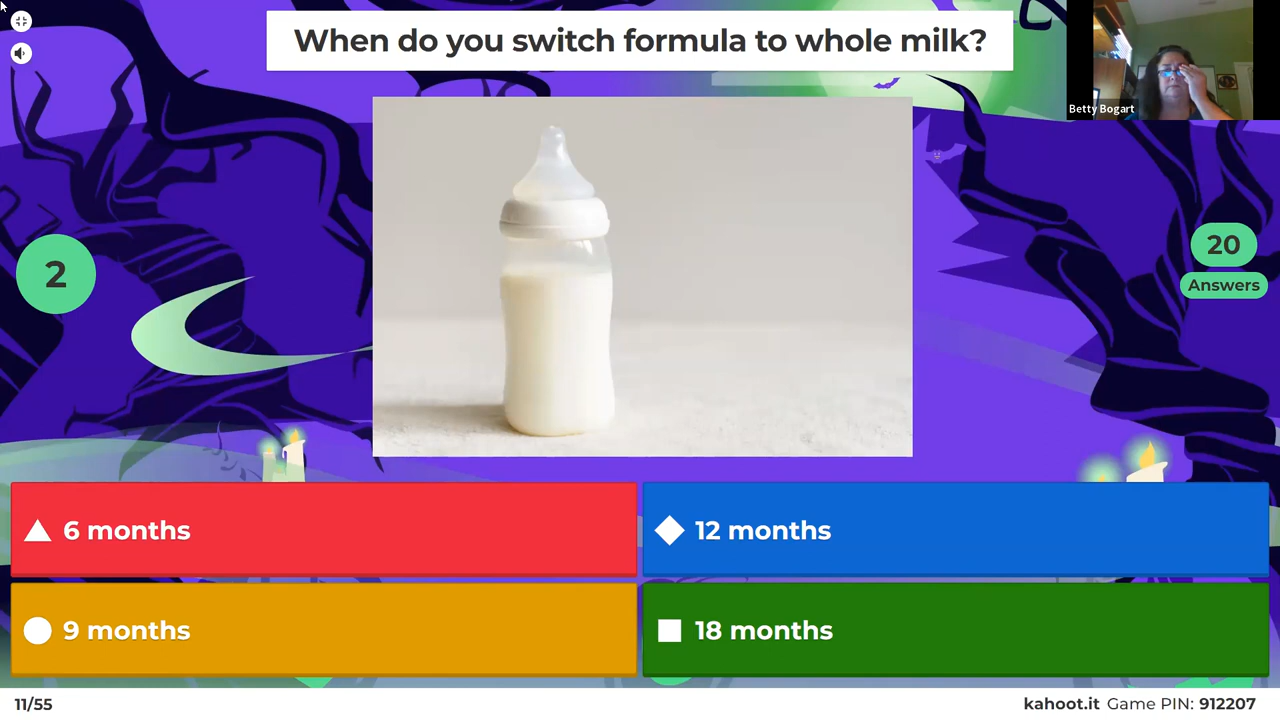 When do you switch formula to whole milk?
Betty Bogart
2
20
Answers
6 months
12 months
9 months
18 months
11/55
kahoot.it Game PIN: 912207